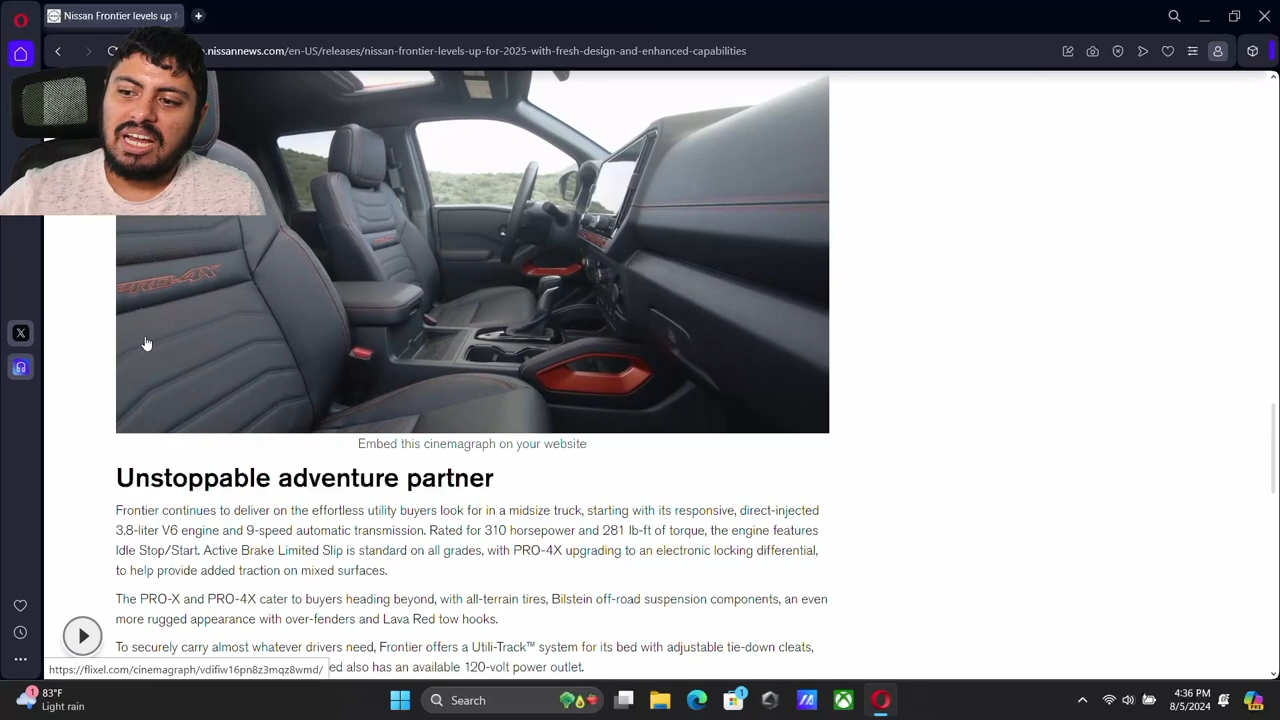 Nissan Frontier levels up f
.nissannews.com/en-US/releases/nissan-frontier-levels-up-for-2025-with-fresh-design-and-enhanced-capabilities
PRO-4X
Embed this cinemagraph on your website
Unstoppable adventure partner
Frontier continues to deliver on the effortless utility buyers look for in a midsize truck, starting with its responsive, direct-injected
3.8-liter V6 engine and 9-speed automatic transmission. Rated for 310 horsepower and 281 lb-ft of torque, the engine features
Idle Stop/Start. Active Brake Limited Slip is standard on all grades, with PRO-4X upgrading to an electronic locking differential,
to help provide added traction on mixed surfaces.
The PRO-X and PRO-4X cater to buyers heading beyond, with all-terrain tires, Bilstein off-road suspension components, an even
more rugged appearance with over-fenders and Lava Red tow hooks.
To securely carry almost whatever drivers need, Frontier offers a Utili-Track™ system for its bed with adjustable tie-down cleats,
https://flixel.com/cinemagraph/vdifiw16pn8z3mqz8wmd/
ed also has an available 120-volt power outlet.
1
83°F
Light rain
Search
1
4:36 PM
8/5/2024